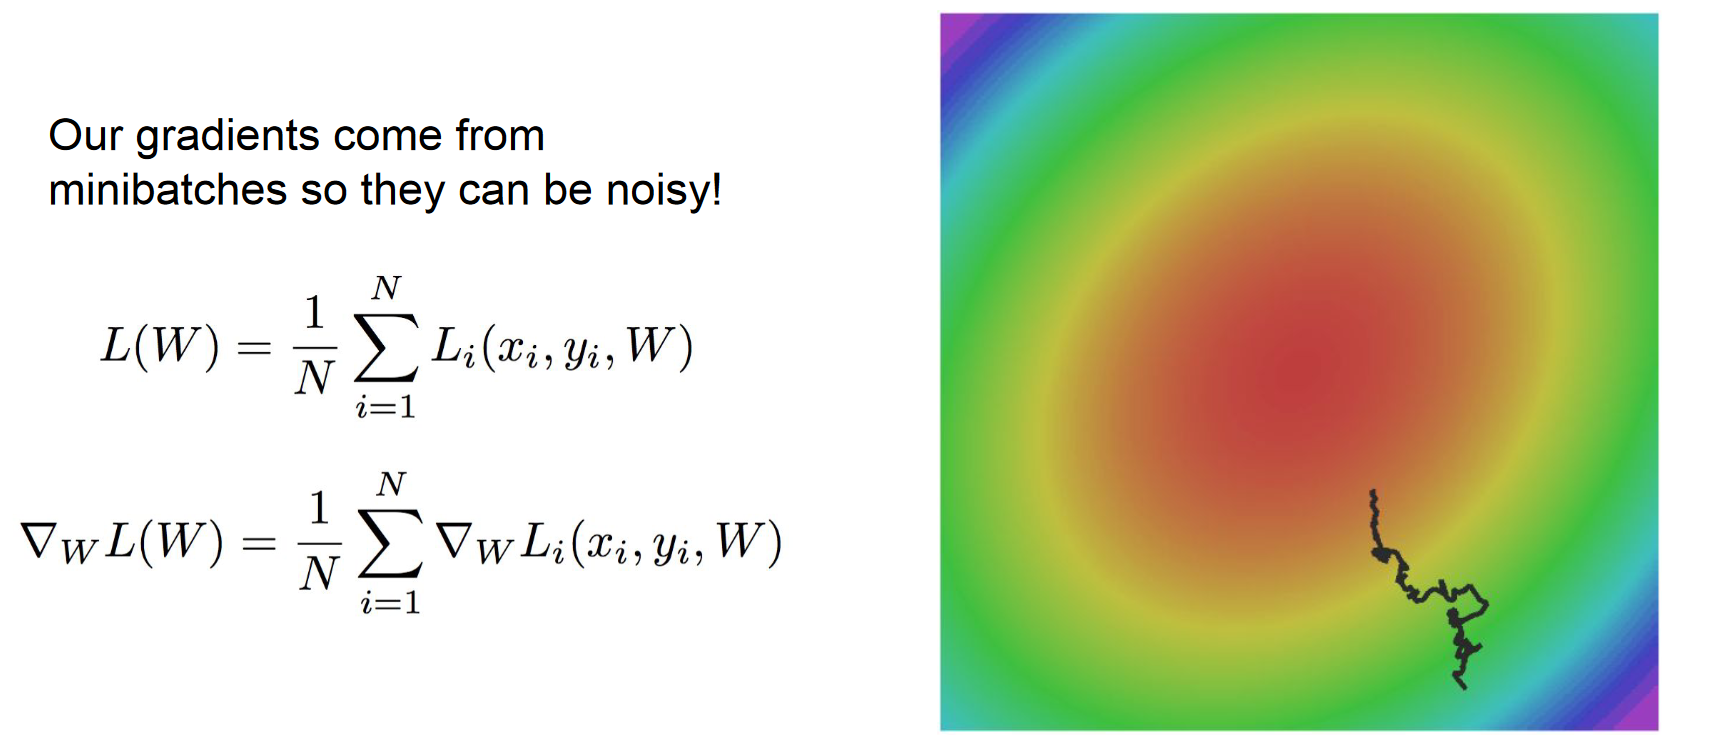 Our gradients come from
minibatches so they can be noisy!
L(W) = \frac{1}{N} \sum_{i=1}^{N} L_i(x_i, y_i, W)
\nabla_W L(W) = \frac{1}{N} \sum_{i=1}^{N} \nabla_W L_i(x_i, y_i, W)